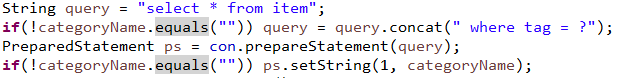 String query = "select * from item";
if(!categoryName.equals("")) query = query.concat(" where tag = ?");
PreparedStatement ps = con.prepareStatement(query);
if(!categoryName.equals("")) ps.setString(1, categoryName);